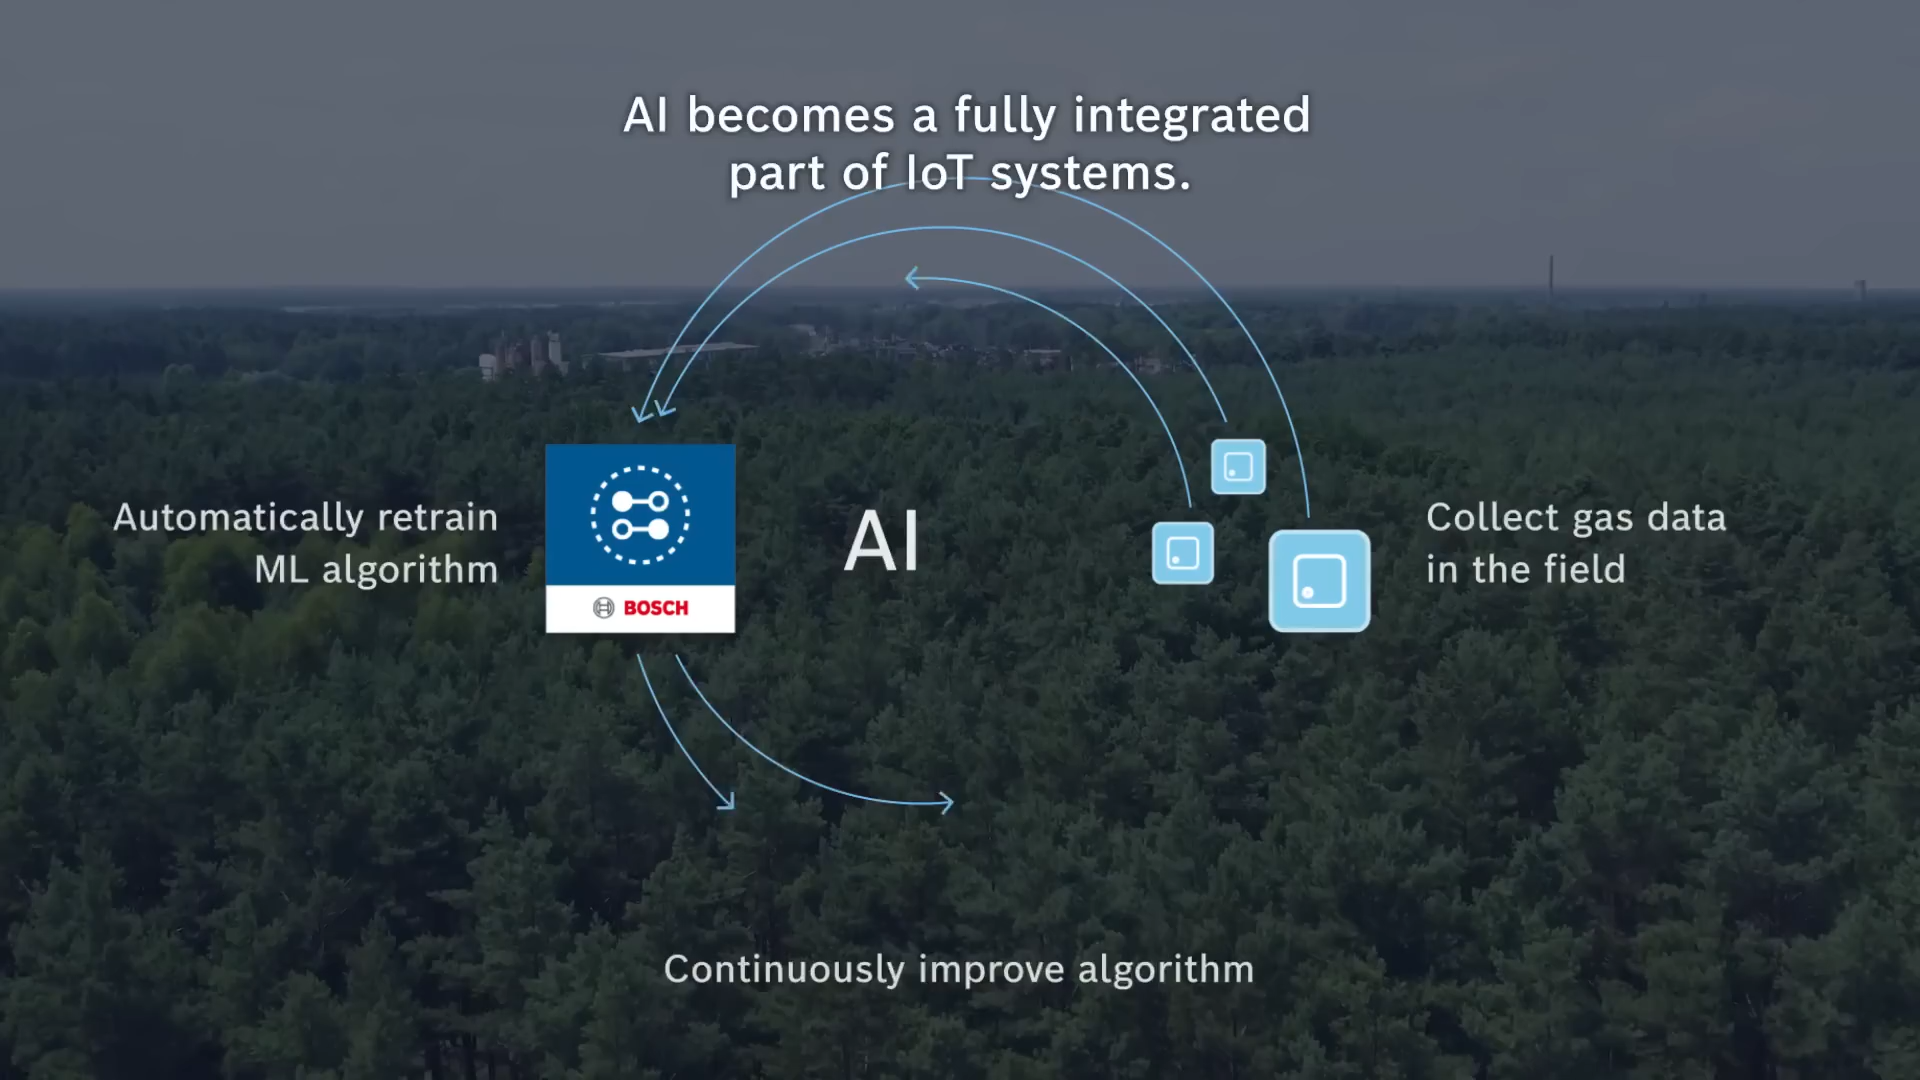 AI becomes a fully integrated
part of IoT systems.
Automatically retrain
ML algorithm
BOSCH
AI
Collect gas data
in the field
Continuously improve algorithm